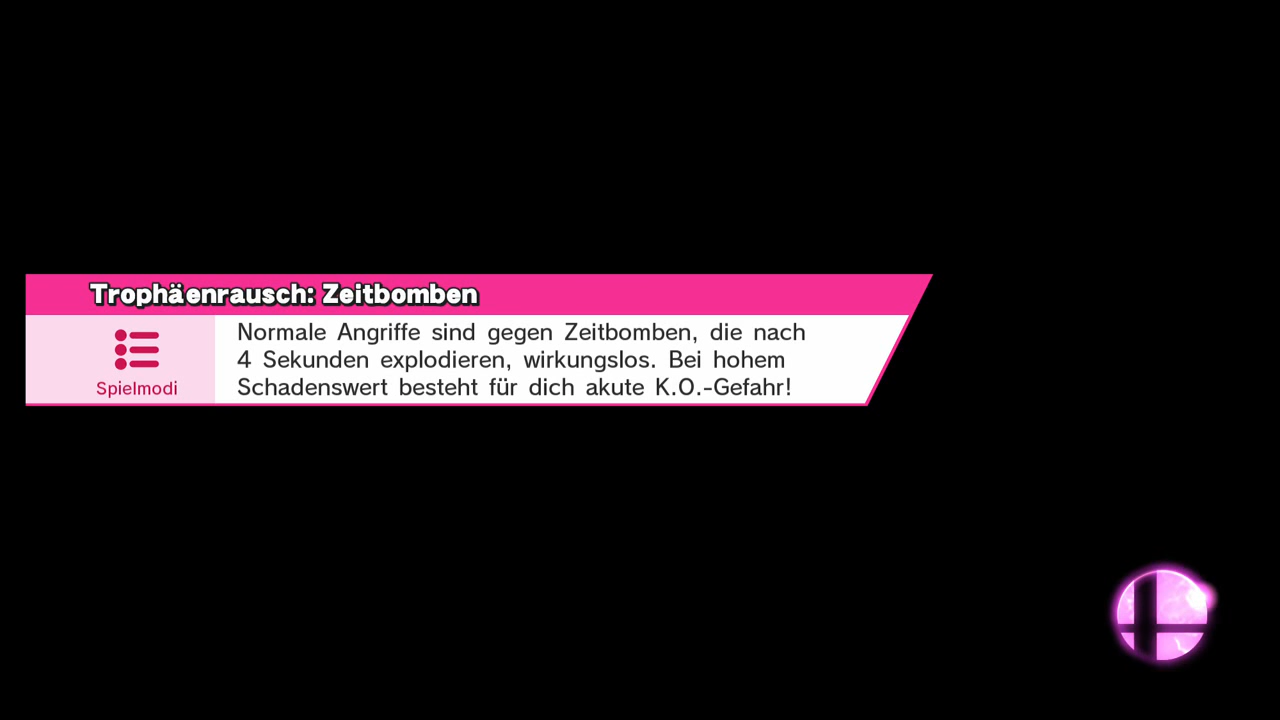 Trophäenrausch: Zeitbomben
Spielmodi
Normale Angriffe sind gegen Zeitbomben, die nach
4 Sekunden explodieren, wirkungslos. Bei hohem
Schadenswert besteht für dich akute K.O.-Gefahr!